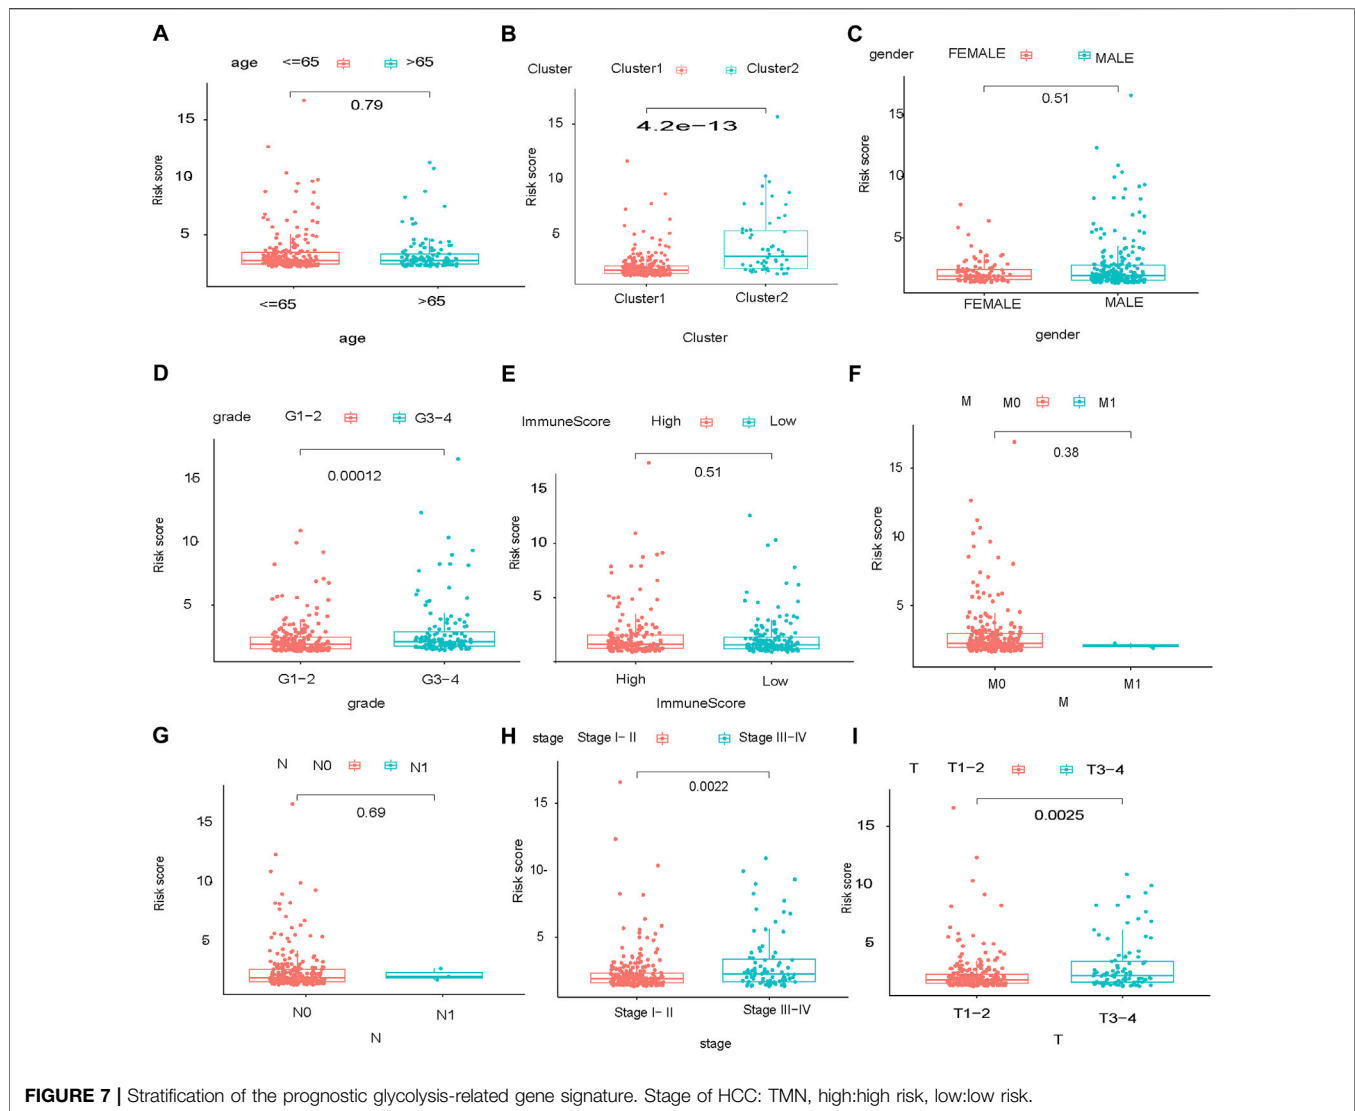 A
age <=65 >65
0.79
15
10
5
Risk score
<=65 >65
age
B
Cluster Cluster1 Cluster2
4.2e−13
15
10
5
Risk score
Cluster1 Cluster2
Cluster
C
gender FEMALE MALE
0.51
15
10
5
Risk score
FEMALE MALE
gender
D
grade G1−2 G3−4
0.00012
15
10
5
Risk score
G1−2 G3−4
grade
E
ImmuneScore High Low
0.51
15
10
5
Risk score
High Low
ImmuneScore
F
M M0 M1
0.38
15
10
5
Risk score
M0 M1
M
G
N N0 N1
0.69
15
10
5
Risk score
N0 N1
N
H
stage Stage I− II Stage III−IV
0.0022
15
10
5
Risk score
Stage I− II Stage III−IV
stage
I
T T1−2 T3−4
0.0025
15
10
5
Risk score
T1−2 T3−4
T
FIGURE 7 | Stratification of the prognostic glycolysis-related gene signature. Stage of HCC: TMN, high:high risk, low:low risk.